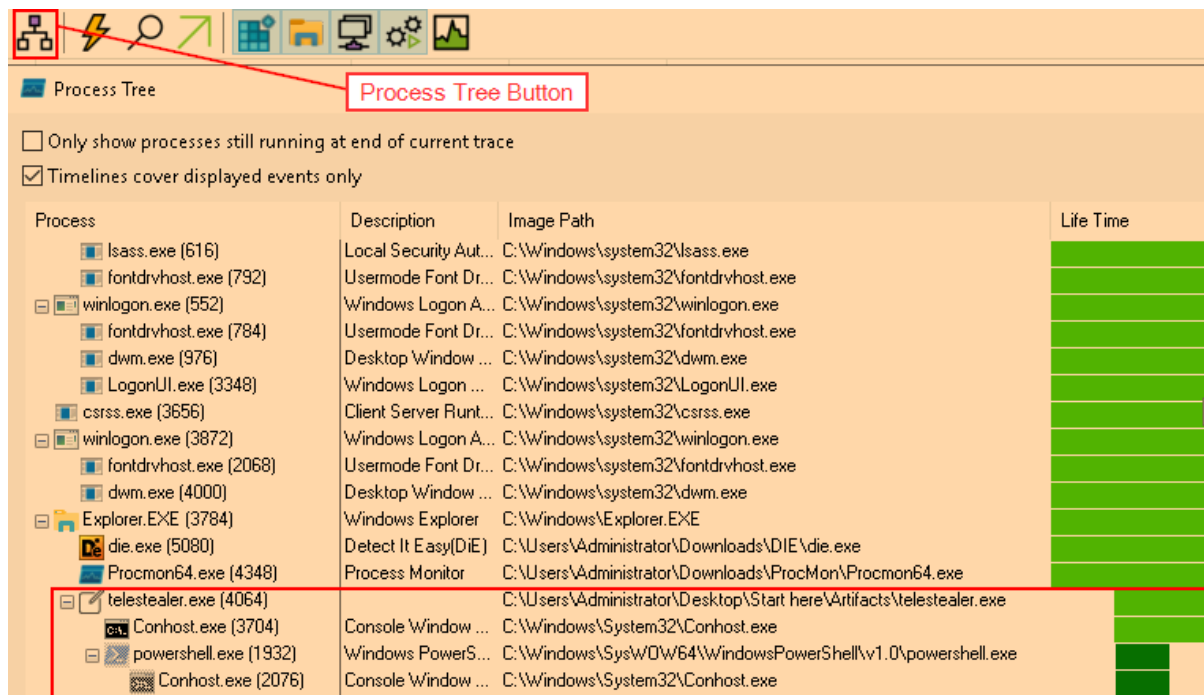 Process Tree
Process Tree Button
Only show processes still running at end of current trace
Timelines cover displayed events only
Process Description Image Path Life Time
lsass.exe (616) Local Security Aut... C:\Windows\system32\lsass.exe
fontdrvhost.exe (792) Usermode Font Dr... C:\Windows\system32\fontdrvhost.exe
winlogon.exe (552) Windows Logon A... C:\Windows\system32\winlogon.exe
fontdrvhost.exe (784) Usermode Font Dr... C:\Windows\system32\fontdrvhost.exe
dwm.exe (976) Desktop Window ... C:\Windows\system32\dwm.exe
LogonUI.exe (3348) Windows Logon ... C:\Windows\system32\LogonUI.exe
csrss.exe (3656) Client Server Runt... C:\Windows\system32\csrss.exe
winlogon.exe (3872) Windows Logon A... C:\Windows\system32\winlogon.exe
fontdrvhost.exe (2068) Usermode Font Dr... C:\Windows\system32\fontdrvhost.exe
dwm.exe (4000) Desktop Window ... C:\Windows\system32\dwm.exe
Explorer.EXE (3784) Windows Explorer C:\Windows\Explorer.EXE
die.exe (5080) Detect It Easy(DiE) C:\Users\Administrator\Downloads\DIE\die.exe
Procmon64.exe (4348) Process Monitor C:\Users\Administrator\Downloads\ProcMon\Procmon64.exe
telestealer.exe (4064) C:\Users\Administrator\Desktop\Start here\Artifacts\telestealer.exe
Conhost.exe (3704) Console Window ... C:\Windows\System32\Conhost.exe
powershell.exe (1932) Windows PowerS... C:\Windows\SysWOW64\WindowsPowerShell\v1.0\powershell.exe
Conhost.exe (2076) Console Window ... C:\Windows\System32\Conhost.exe